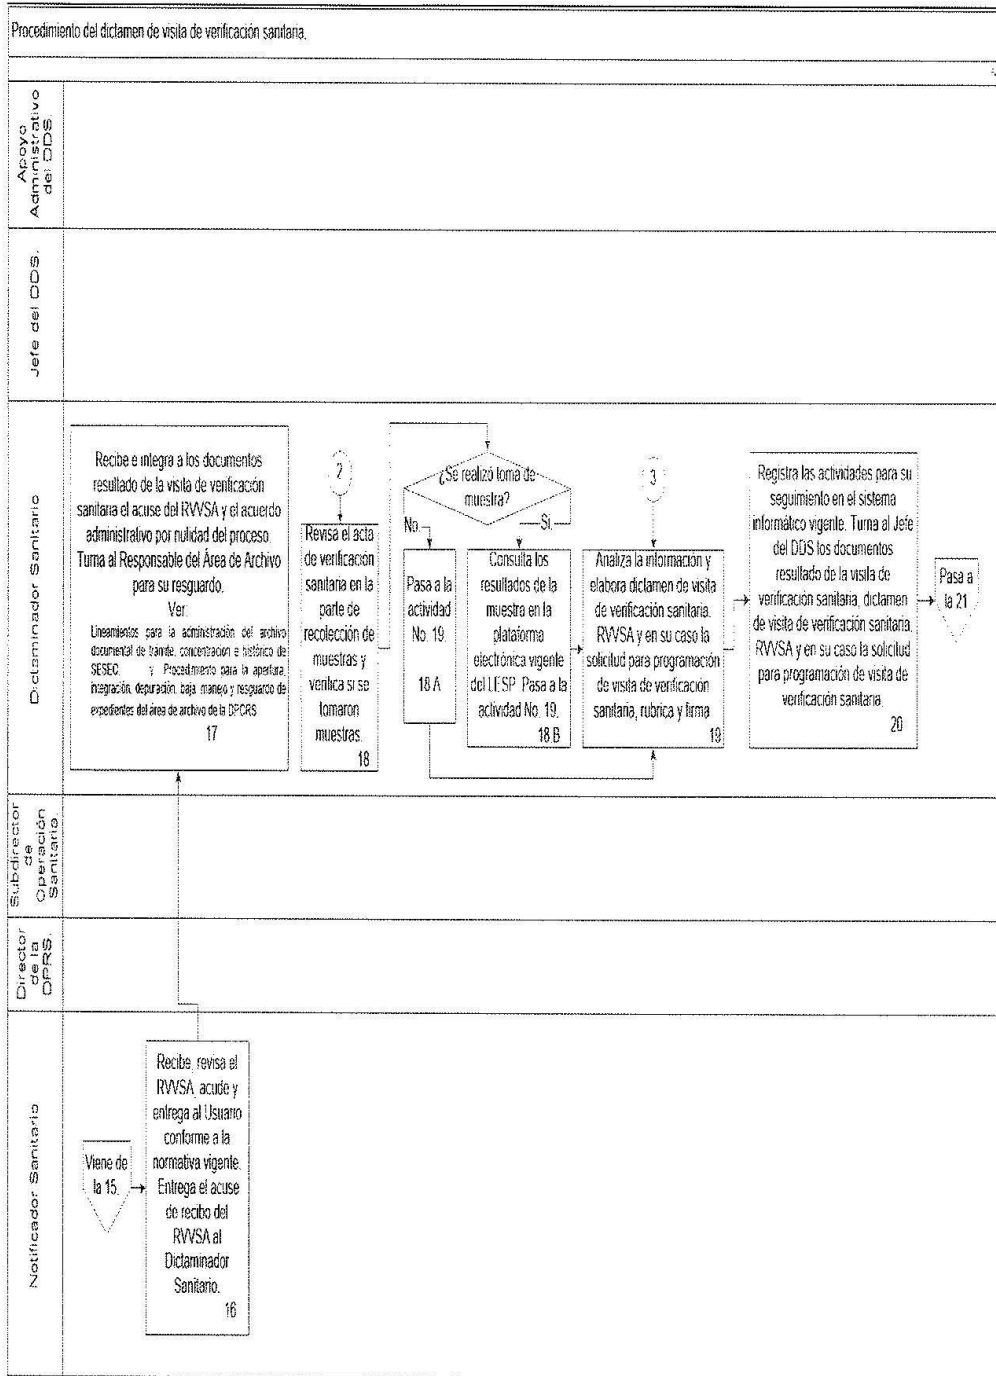 Procedimiento del dictamen de visita de verificación sanitaria.
Apoyo
Administrativo
del DDS.
Jefe del DDS.
Dictaminador Sanitario
Recibe e integra a los documentos
resultado de la visita de verificación
sanitaria el acuse del RVVSA y el acuerdo
administrativo por nulidad del proceso.
Turna al Responsable del Área de Archivo
para su resguardo.
Ver:
Lineamientos para la administración del archivo
documental de trámite, concentración e histórico de
SESEC. y Procedimiento para la apertura,
integración, depuración, baja, manejo y resguardo de
expedientes del área de archivo de la DPCRS
17
2
Revisa el acta
de verificación
sanitaria en la
parte de
recolección de
muestras y
verifica si se
tomaron
muestras.
18
¿Se realizó toma de
muestra?
No
Si
Pasa a la
actividad
No. 19.
18 A
Consulta los
resultados de la
muestra en la
plataforma
electrónica vigente
del LESP. Pasa a la
actividad No. 19.
18 B
3
Analiza la información y
elabora dictamen de visita
de verificación sanitaria.
RVVSA y en su caso la
solicitud para programación
de visita de verificación
sanitaria, rubrica y firma
19
Registra las actividades para su
seguimiento en el sistema
informático vigente. Turna al Jefe
del DDS los documentos
resultado de la visita de
verificación sanitaria, dictamen
de visita de verificación sanitaria,
RVVSA y en su caso la solicitud
para programación de visita de
verificación sanitaria.
20
Pasa a
la 21
Subdirector
de
Operación
Sanitaria
Director
de la
DPRS.
Notificador Sanitario
Viene de
la 15.
Recibe, revisa el
RVVSA, acude y
entrega al Usuario
conforme a la
normativa vigente.
Entrega el acuse
de recibo del
RVVSA al
Dictaminador
Sanitario.
16